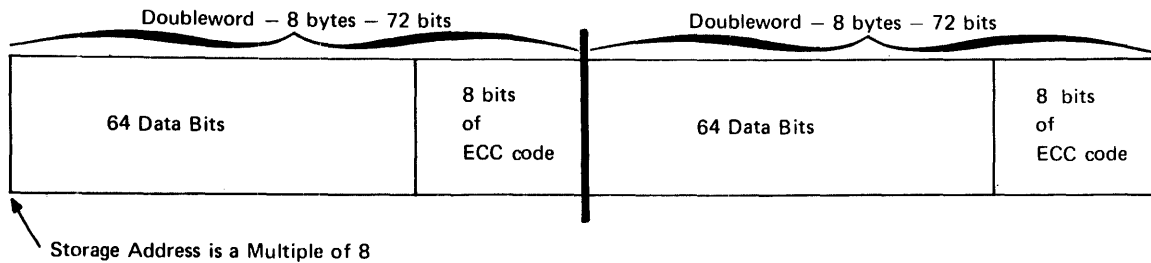 Doubleword – 8 bytes – 72 bits
Doubleword – 8 bytes – 72 bits
64 Data Bits
8 bits
of
ECC code
64 Data Bits
8 bits
of
ECC code
Storage Address is a Multiple of 8